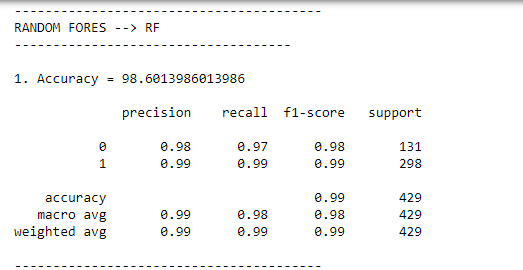 ----------------------------------------
RANDOM FORES --> RF
------------------------------------
1. Accuracy = 98.6013986013986
precision recall f1-score support
0 0.98 0.97 0.98 131
1 0.99 0.99 0.99 298
accuracy 0.99 429
macro avg 0.99 0.98 0.98 429
weighted avg 0.99 0.99 0.99 429
----------------------------------------